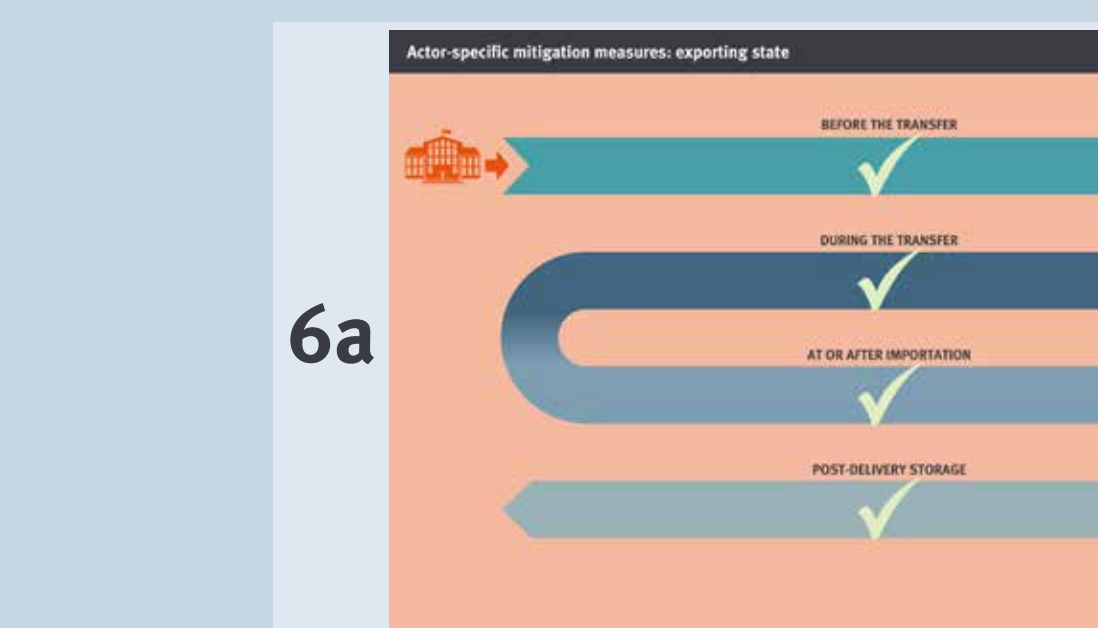 Actor-specific mitigation measures: exporting state
BEFORE THE TRANSFER
DURING THE TRANSFER
6a
AT OR AFTER IMPORTATION
POST-DELIVERY STORAGE